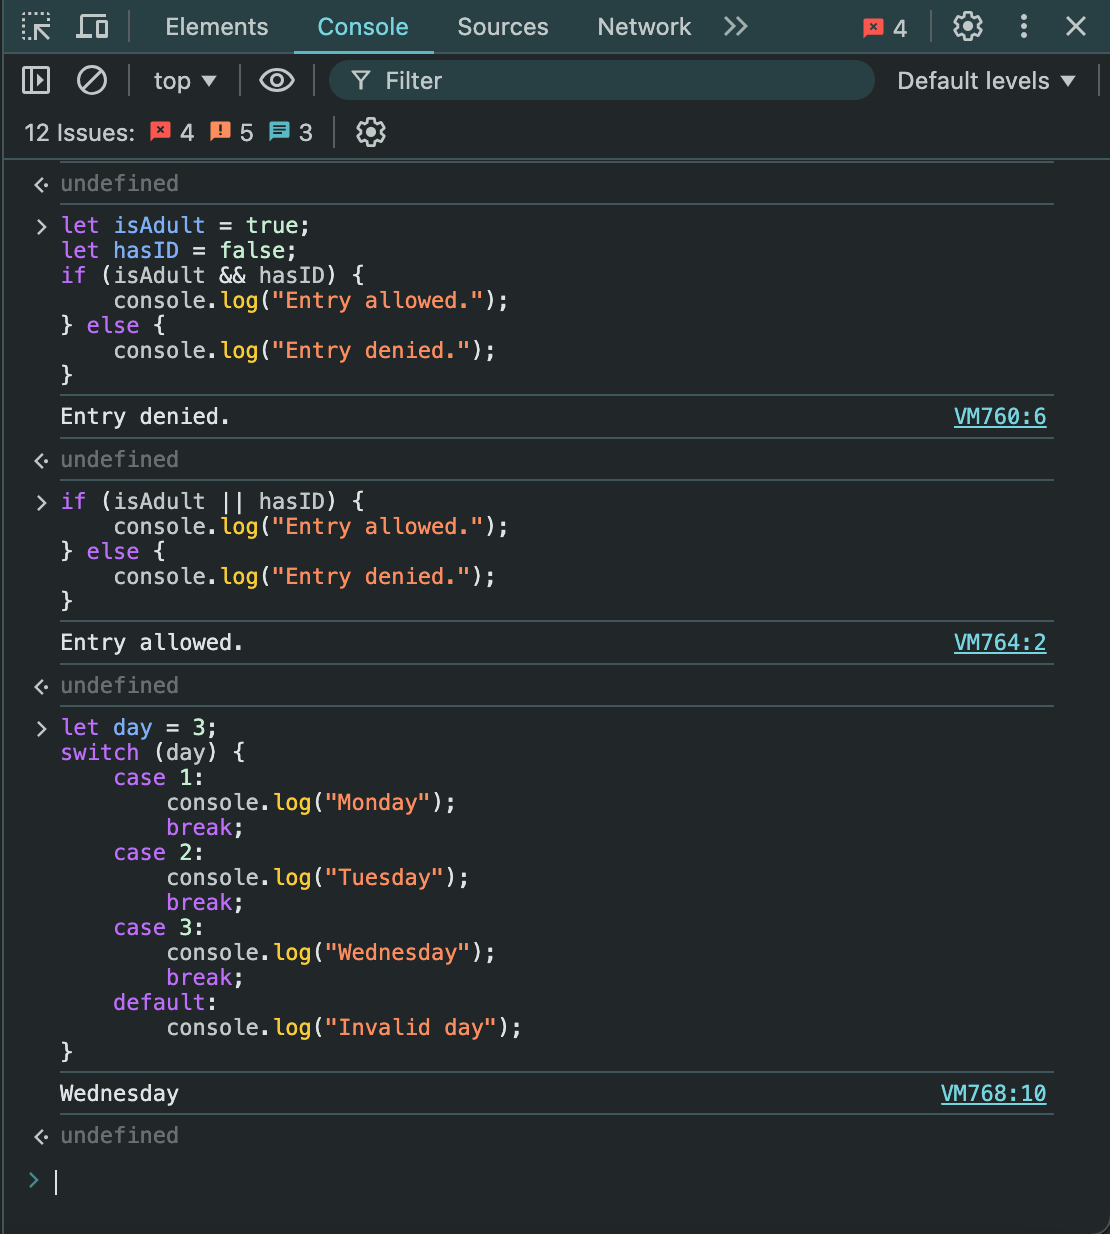 Elements Console Sources Network 4
top Filter Default levels
12 Issues: 4 5 3
undefined
let isAdult = true;
let hasID = false;
if (isAdult && hasID) {
    console.log("Entry allowed.");
} else {
    console.log("Entry denied.");
}
Entry denied. VM760:6
undefined
if (isAdult || hasID) {
    console.log("Entry allowed.");
} else {
    console.log("Entry denied.");
}
Entry allowed. VM764:2
undefined
let day = 3;
switch (day) {
    case 1:
        console.log("Monday");
        break;
    case 2:
        console.log("Tuesday");
        break;
    case 3:
        console.log("Wednesday");
        break;
    default:
        console.log("Invalid day");
}
Wednesday VM768:10
undefined